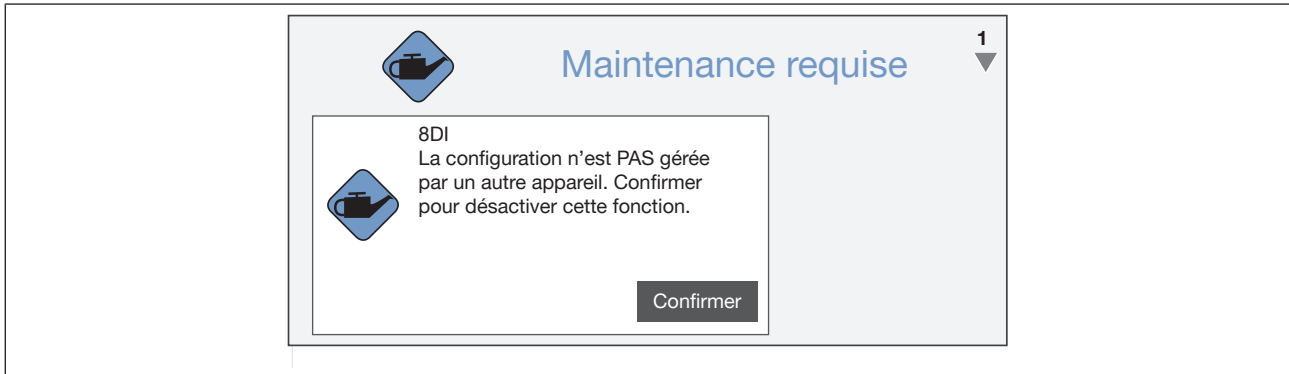 Maintenance requise
1
8DI
La configuration n’est PAS gérée
par un autre appareil. Confirmer
pour désactiver cette fonction.
Confirmer